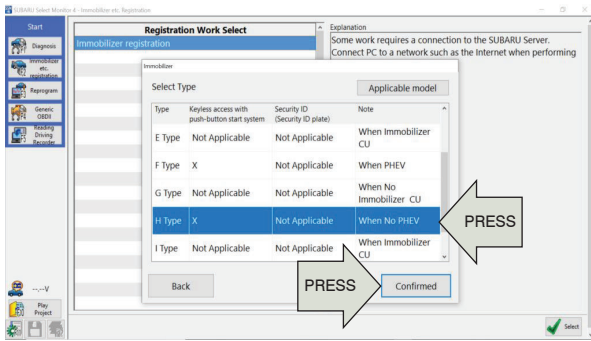 SUBARU Select Monitor 4 - Immobilizer etc. Registration
Start
Diagnosis
Immobilizer
etc.
registration
Reprogram
Generic
OBDII
Reading
Driving
Recorder
--.--V
Play
Project
Registration Work Select
Immobilizer registration
Explanation
Some work requires a connection to the SUBARU Server.
Connect PC to a network such as the Internet when performing
Immobilizer
Select Type
Applicable model
Type Keyless access with push-button start system Security ID (Security ID plate) Note
E Type Not Applicable Not Applicable When Immobilizer CU
F Type X Not Applicable When PHEV
G Type Not Applicable Not Applicable When No Immobilizer CU
H Type X Not Applicable When No PHEV
I Type Not Applicable Not Applicable When Immobilizer CU
PRESS
Back
PRESS
Confirmed
Select